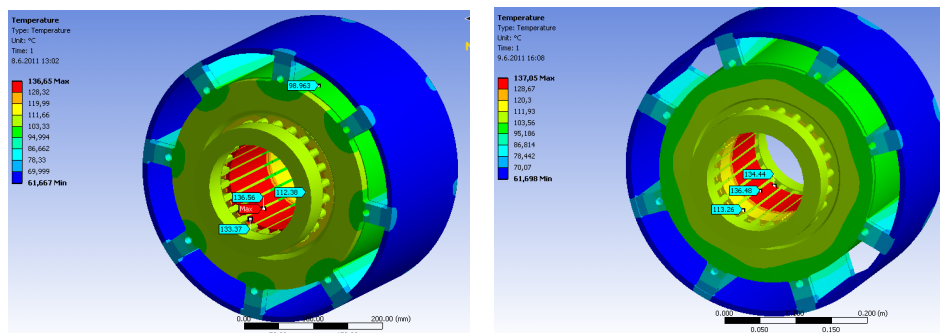 Temperature
Type: Temperature
Unit: °C
Time: 1
8.6.2011 13:02
136,65 Max
128,32
119,99
111,66
103,33
94,994
86,662
78,33
69,999
61,667 Min
98.963
136.56
112.38
Max
133.37
0.00
200.00 (mm)
Temperature
Type: Temperature
Unit: °C
Time: 1
9.6.2011 16:08
137,05 Max
128,67
120,3
111,93
103,56
95,186
86,814
78,442
70,07
61,698 Min
134.44
136.48
113.26
0.000
0.200 (m)
0.050
0.150